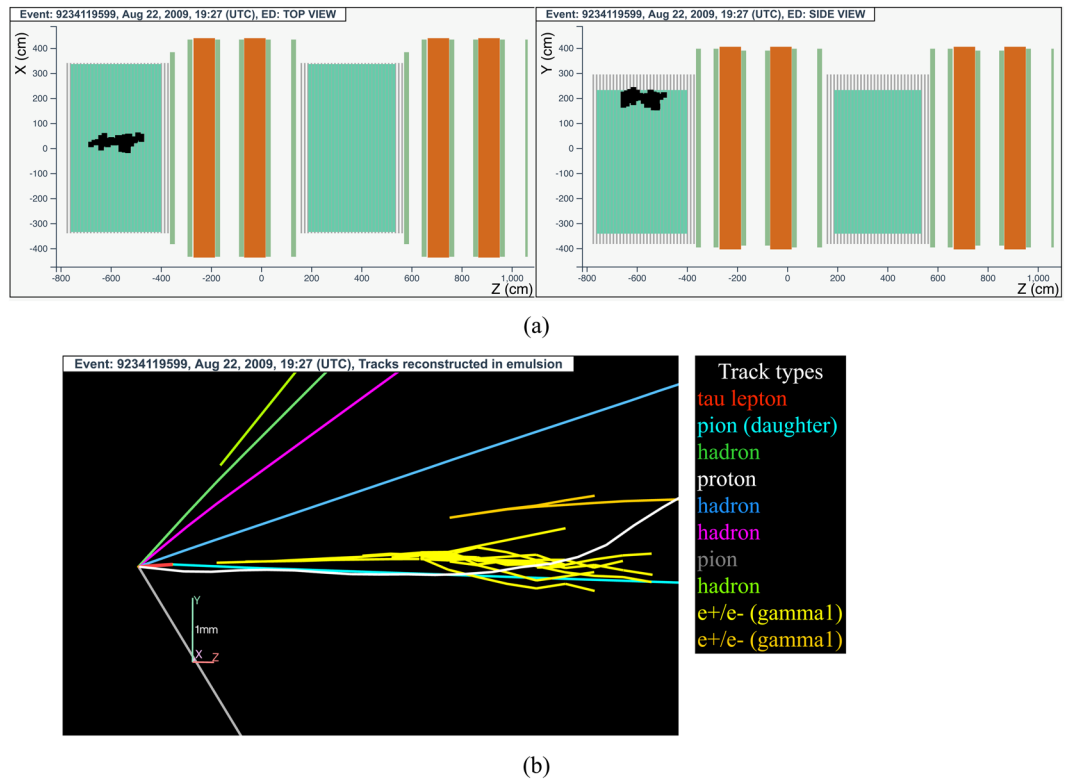 Event: 9234119599, Aug 22, 2009, 19:27 (UTC), ED: TOP VIEW
X (cm)
400
300
200
100
0
-100
-200
-300
-400
-800
-600
-400
-200
0
200
400
600
800
1,000
Z (cm)
Event: 9234119599, Aug 22, 2009, 19:27 (UTC), ED: SIDE VIEW
Y (cm)
400
300
200
100
0
-100
-200
-300
-400
-800
-600
-400
-200
0
200
400
600
800
1,000
Z (cm)
(a)
Event: 9234119599, Aug 22, 2009, 19:27 (UTC), Tracks reconstructed in emulsion
Y
1mm
X
Z
Track types
tau lepton
pion (daughter)
hadron
proton
hadron
hadron
pion
hadron
e+/e- (gamma1)
e+/e- (gamma1)
(b)